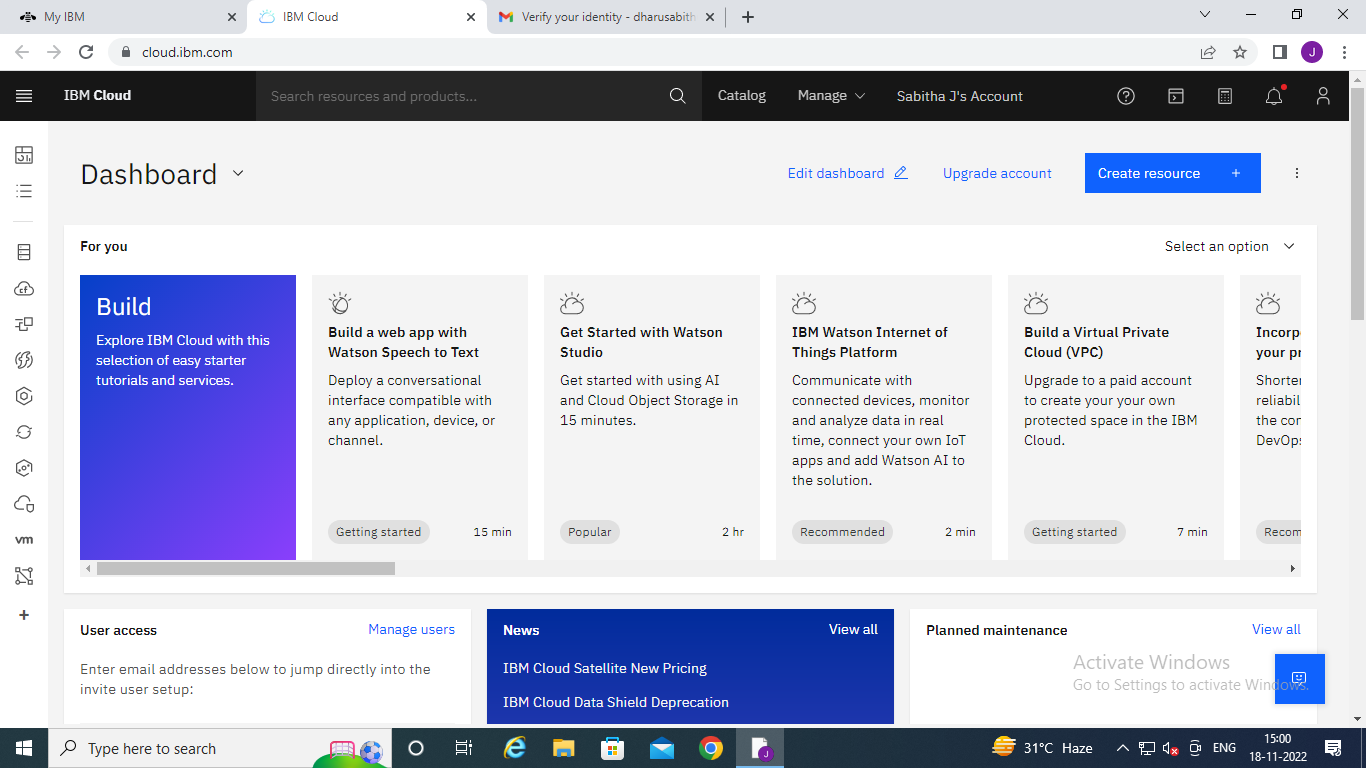 My IBM
IBM Cloud
Verify your identity - dharusabith
J
cloud.ibm.com
IBM Cloud
Search resources and products...
Catalog
Manage
Sabitha J's Account
Dashboard
Edit dashboard
Upgrade account
Create resource +
For you
Select an option
Build
Explore IBM Cloud with this
selection of easy starter
tutorials and services.
Build a web app with
Watson Speech to Text
Deploy a conversational
interface compatible with
any application, device, or
channel.
Getting started 15 min
Get Started with Watson
Studio
Get started with using AI
and Cloud Object Storage in
15 minutes.
Popular 2 hr
IBM Watson Internet of
Things Platform
Communicate with
connected devices, monitor
and analyze data in real
time, connect your own IoT
apps and add Watson AI to
the solution.
Recommended 2 min
Build a Virtual Private
Cloud (VPC)
Upgrade to a paid account
to create your your own
protected space in the IBM
Cloud.
Getting started 7 min
Incorp
your pr
Shorter
reliabil
the cor
DevOps
Recom
cf
vm
User access Manage users
Enter email addresses below to jump directly into the
invite user setup:
News View all
IBM Cloud Satellite New Pricing
IBM Cloud Data Shield Deprecation
Planned maintenance View all
Activate Windows
Go to Settings to activate Windows.
Type here to search
31°C Haze
ENG
15:00
18-11-2022